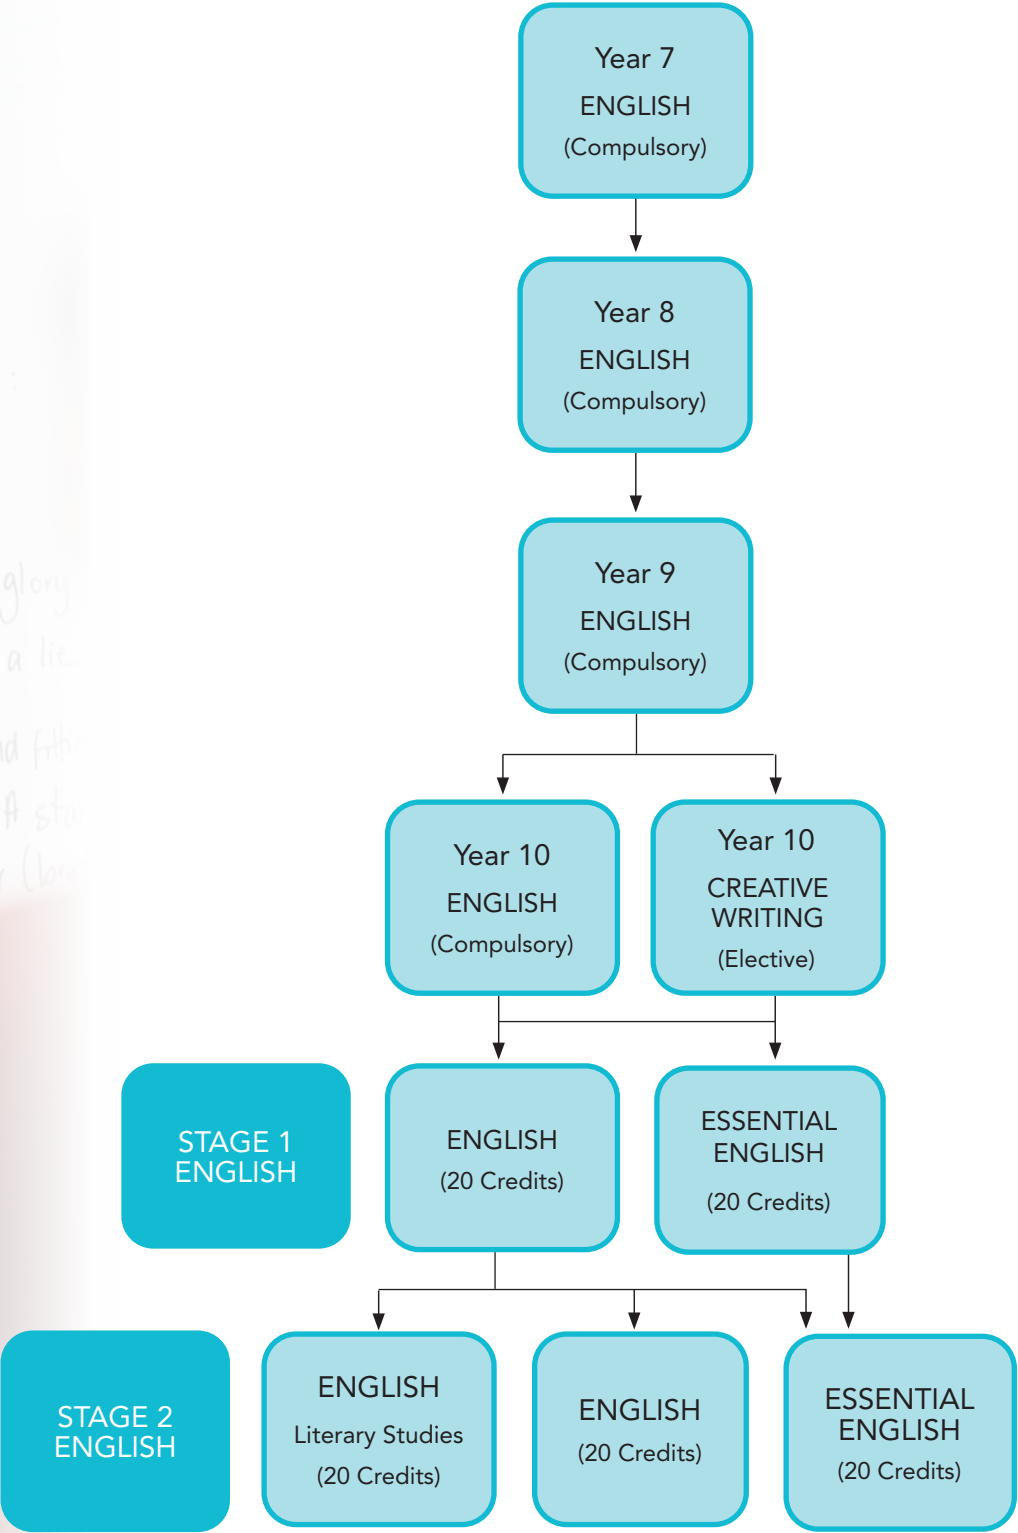 Year 7
ENGLISH
(Compulsory)
Year 8
ENGLISH
(Compulsory)
glory
a
Year 9
ENGLISH
(Compulsory)
A
Year 10
ENGLISH
(Compulsory)
Year 10
CREATIVE
WRITING
(Elective)
STAGE 1
ENGLISH
ENGLISH
(20 Credits)
ESSENTIAL
ENGLISH
(20 Credits)
STAGE 2
ENGLISH
ENGLISH
Literary Studies
(20 Credits)
ENGLISH
(20 Credits)
ESSENTIAL
ENGLISH
(20 Credits)